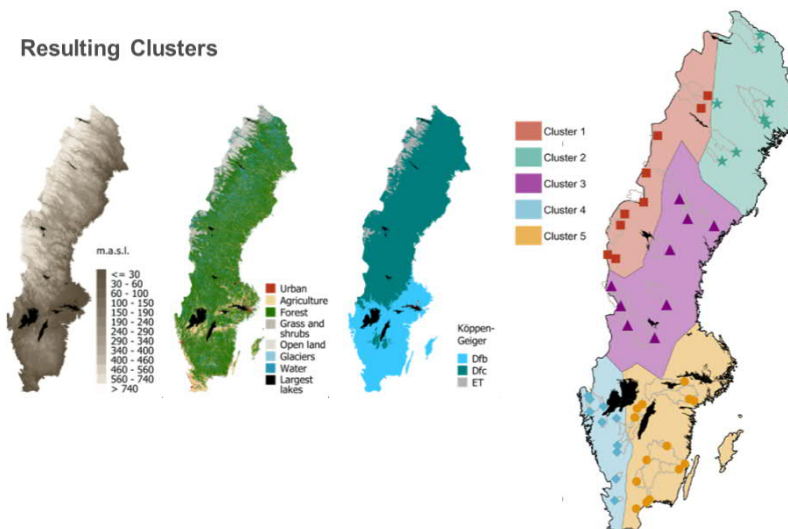 Resulting Clusters
m.a.s.l.
<= 30
30 - 60
60 - 100
100 - 150
150 - 190
190 - 240
240 - 290
290 - 340
340 - 400
400 - 460
460 - 560
560 - 740
> 740
Urban
Agriculture
Forest
Grass and
shrubs
Open land
Glaciers
Water
Largest
lakes
Köppen-
Geiger
Dfb
Dfc
ET
Cluster 1
Cluster 2
Cluster 3
Cluster 4
Cluster 5